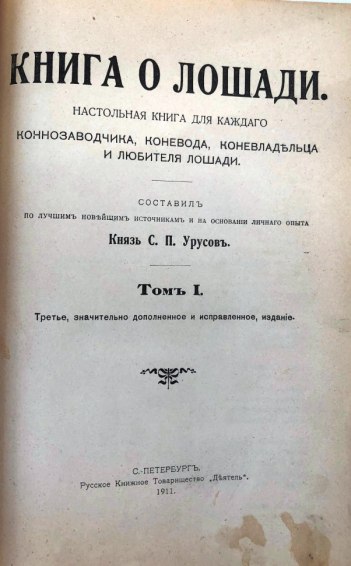 КНИГА О ЛОШАДИ.
НАСТОЛЬНАЯ КНИГА ДЛЯ КАЖДАГО
КОННОЗАВОДЧИКА, КОНЕВОДА, КОНЕВЛАДѢЛЬЦА
И ЛЮБИТЕЛЯ ЛОШАДИ.
СОСТАВИЛЪ
ПО ЛУЧШИМЪ НОВѢЙШИМЪ ИСТОЧНИКАМЪ И НА ОСНОВАНІИ ЛИЧНАГО ОПЫТА
Князь С. П. Урусовъ.
Томъ I.
Третье, значительно дополненное и исправленное, изданіе.
С.-ПЕТЕРБУРГЪ.
Русское Книжное Товарищество „Дѣятель".
1911.